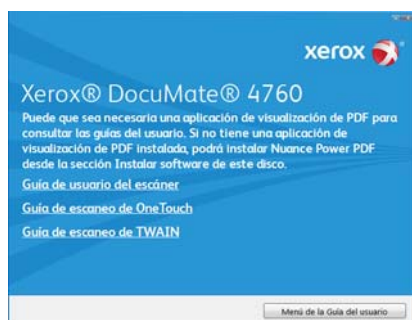 xerox
Xerox® DocuMate® 4760
Puede que sea necesaria una aplicación de visualización de PDF para
consultar las guías del usuario. Si no tiene una aplicación de
visualización de PDF instalada, podrá instalar Nuance Power PDF
desde la sección Instalar software de este disco.
Guía de usuario del escáner
Guía de escaneo de OneTouch
Guía de escaneo de TWAIN
Menú de la Guía del usuario